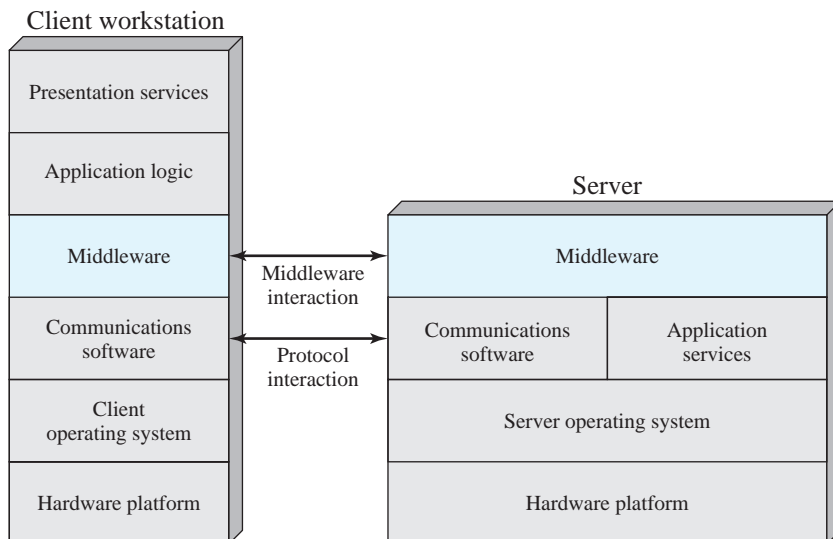 Client workstation
Presentation services
Application logic
Middleware
Communications
software
Client
operating system
Hardware platform
Middleware
interaction
Protocol
interaction
Server
Middleware
Communications
software
Application
services
Server operating system
Hardware platform